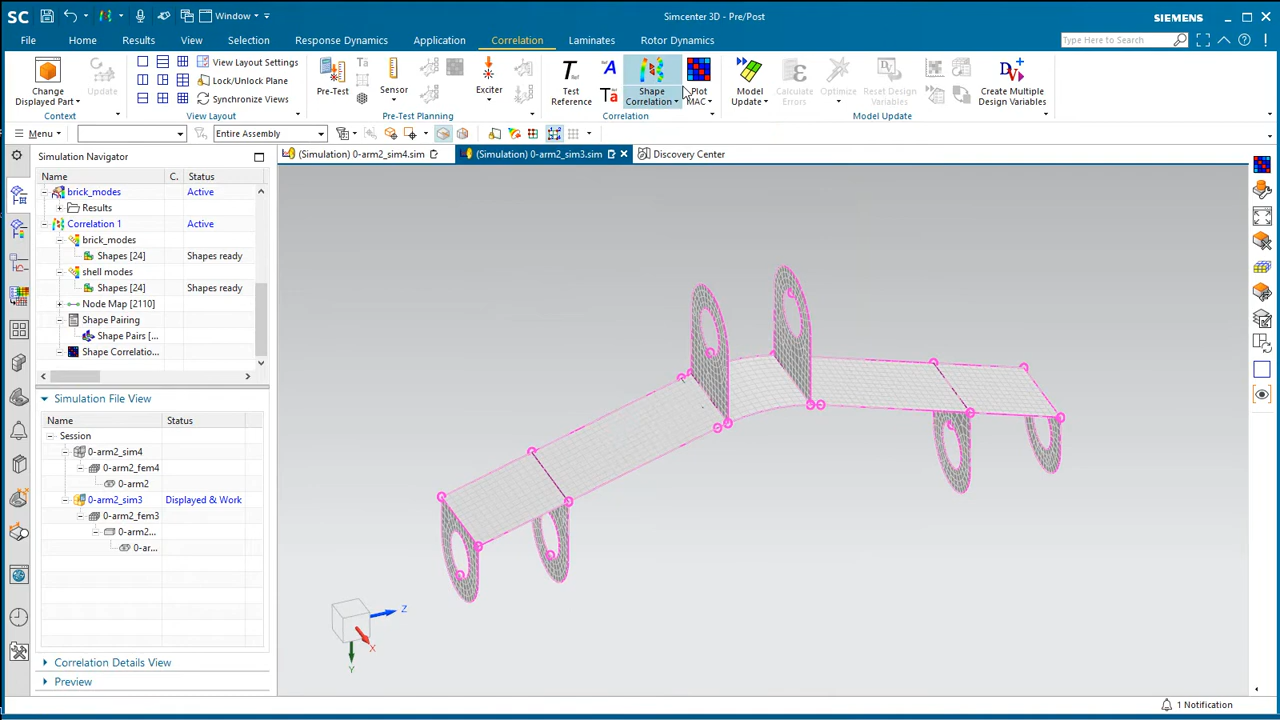 SC
Window
Simcenter 3D - Pre/Post
SIEMENS
File
Home
Results
View
Selection
Response Dynamics
Application
Correlation
Laminates
Rotor Dynamics
Type Here to Search
Change
Displayed Part
Update
Context
View Layout Settings
Lock/Unlock Plane
Synchronize Views
View Layout
Pre-Test
Sensor
Exciter
Pre-Test Planning
Test
Reference
Shape
Correlation
Plot
MAC
Correlation
Model
Update
Calculate
Errors
Optimize
Reset Design
Variables
Create Multiple
Design Variables
Model Update
Menu
Entire Assembly
Simulation Navigator
(Simulation) 0-arm2_sim4.sim
(Simulation) 0-arm2_sim3.sim
Discovery Center
Name
C.
Status
brick_modes
Active
Results
Correlation 1
Active
brick_modes
Shapes [24]
Shapes ready
shell modes
Shapes [24]
Shapes ready
Node Map [2110]
Shape Pairing
Shape Pairs [...
Shape Correlatio...
Simulation File View
Name
Status
Session
0-arm2_sim4
0-arm2_fem4
0-arm2
0-arm2_sim3
Displayed & Work
0-arm2_fem3
0-arm2...
0-ar...
Correlation Details View
Preview
Z
X
Y
1 Notification